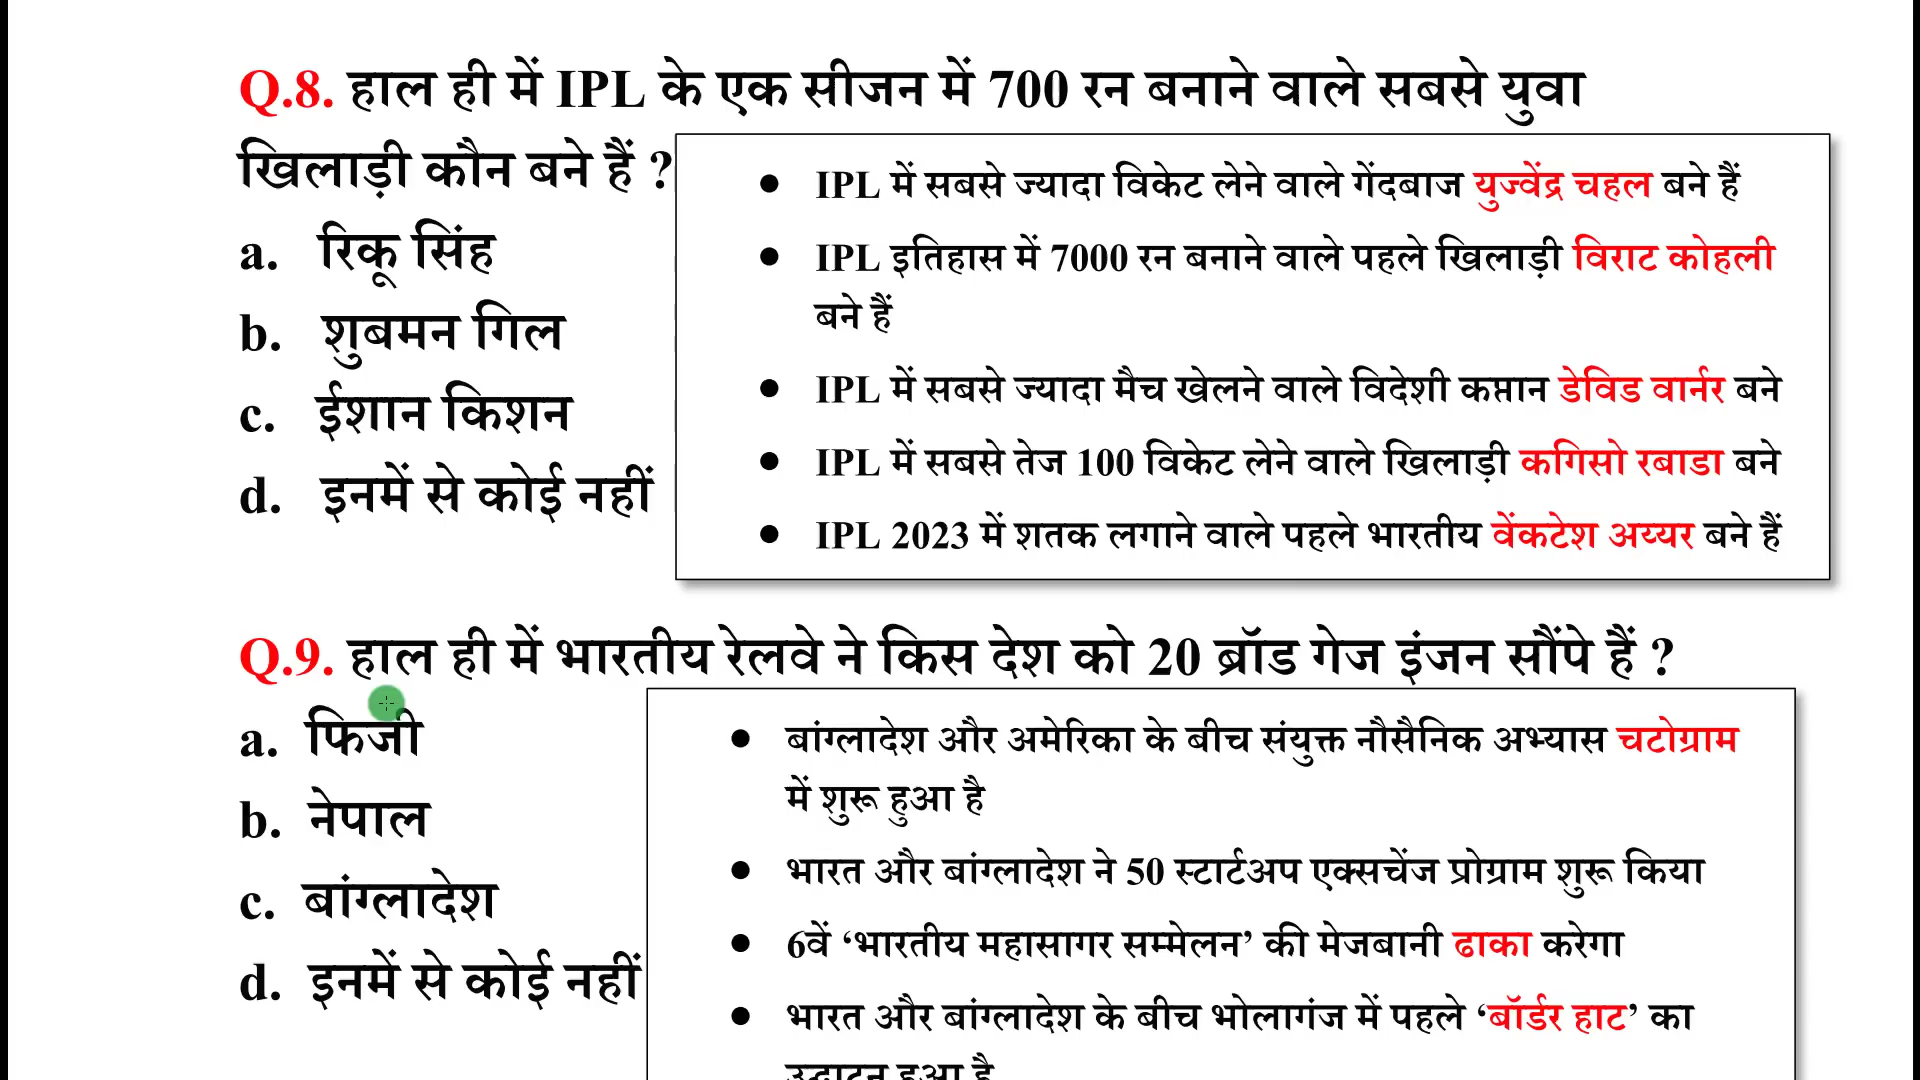 Q.8. हाल ही में IPL के एक सीजन में 700 रन बनाने वाले सबसे युवा
खिलाड़ी कौन बने हैं ?
a. रिकू सिंह
b. शुबमन गिल
c. ईशान किशन
d. इनमें से कोई नहीं
● IPL में सबसे ज्यादा विकेट लेने वाले गेंदबाज युज्वेंद्र चहल बने हैं
● IPL इतिहास में 7000 रन बनाने वाले पहले खिलाड़ी विराट कोहली
बने हैं
● IPL में सबसे ज्यादा मैच खेलने वाले विदेशी कप्तान डेविड वार्नर बने
● IPL में सबसे तेज 100 विकेट लेने वाले खिलाड़ी कगिसो रबाडा बने
● IPL 2023 में शतक लगाने वाले पहले भारतीय वेंकटेश अय्यर बने हैं
Q.9. हाल ही में भारतीय रेलवे ने किस देश को 20 ब्रॉड गेज इंजन सौंपे हैं ?
a. फिजी
b. नेपाल
c. बांग्लादेश
d. इनमें से कोई नहीं
● बांग्लादेश और अमेरिका के बीच संयुक्त नौसैनिक अभ्यास चटोग्राम
में शुरू हुआ है
● भारत और बांग्लादेश ने 50 स्टार्टअप एक्सचेंज प्रोग्राम शुरू किया
● 6वें ‘भारतीय महासागर सम्मेलन’ की मेजबानी ढाका करेगा
● भारत और बांग्लादेश के बीच भोलागंज में पहले ‘बॉर्डर हाट’ का
उद्घाटन हुआ है